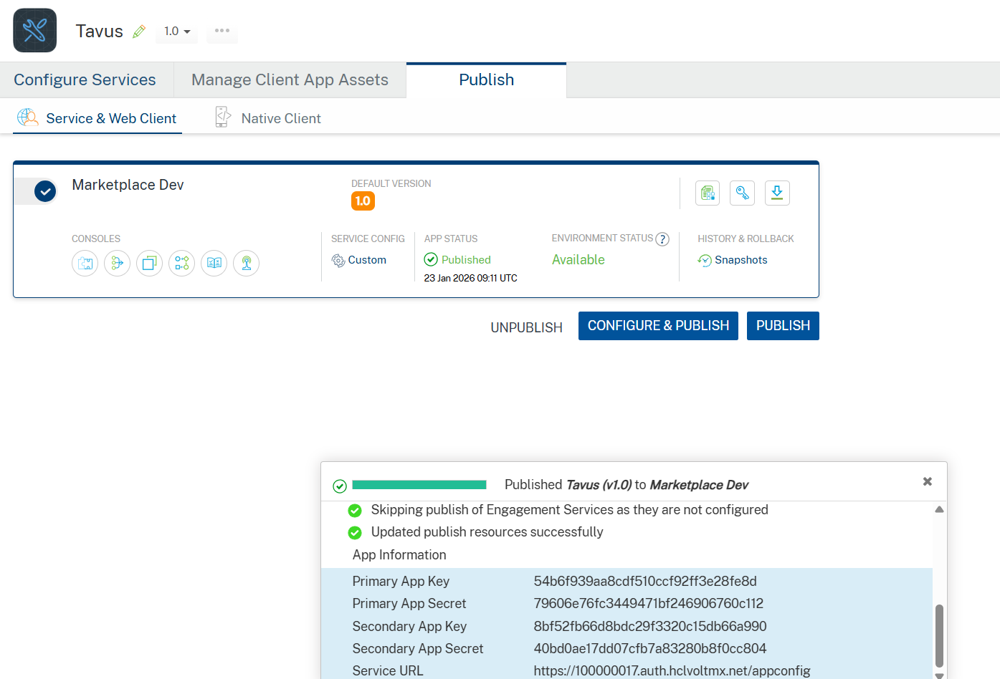 Tavus 1.0
Configure Services Manage Client App Assets Publish
Service & Web Client Native Client
Marketplace Dev
DEFAULT VERSION
1.0
CONSOLES
SERVICE CONFIG
Custom
APP STATUS
Published
23 Jan 2026 09:11 UTC
ENVIRONMENT STATUS ?
Available
HISTORY & ROLLBACK
Snapshots
UNPUBLISH CONFIGURE & PUBLISH PUBLISH
Published Tavus (v1.0) to Marketplace Dev
Skipping publish of Engagement Services as they are not configured
Updated publish resources successfully
App Information
Primary App Key 54b6f939aa8cdf510ccf92ff3e28fe8d
Primary App Secret 79606e76fc3449471bf246906760c112
Secondary App Key 8bf52fb66d8bdc29f3320c15db66a990
Secondary App Secret 40bd0ae17dd07cfb7a83280b8f0cc804
Service URL https://100000017.auth.hclvoltmx.net/appconfig